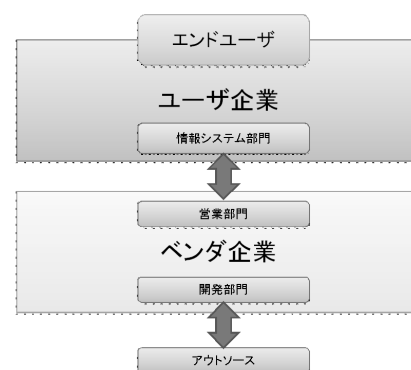 エンドユーザ
ユーザ企業
情報システム部門
営業部門
ベンダ企業
開発部門
アウトソース